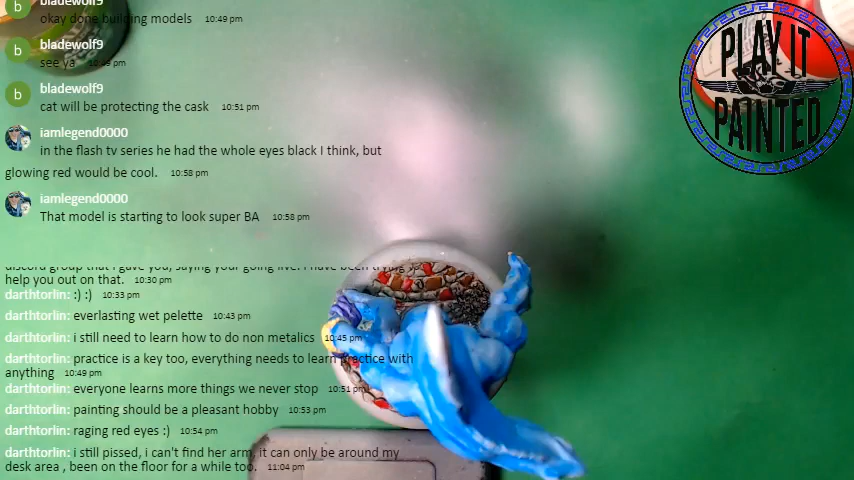 b bladewolf9
okay done building models 10:49 pm
b bladewolf9
see ya pm
b bladewolf9
cat will be protecting the cask 10:51 pm
iamlegend0000
in the flash tv series he had the whole eyes black I think, but
glowing red would be cool. 10:58 pm
iamlegend0000
That model is starting to look super BA 10:58 pm
discord group that i gave you, saying your going live. i have been trying
help you out on that. 10:30 pm
darthtorlin: :) :) 10:33 pm
darthtorlin: everlasting wet pelette 10:43 pm
darthtorlin: i still need to learn how to do non metalics 10:45 pm
darthtorlin: practice is a key too, everything needs to learn practice with
anything 10:49 pm
darthtorlin: everyone learns more things we never stop 10:51 pm
darthtorlin: painting should be a pleasant hobby 10:53 pm
darthtorlin: raging red eyes :) 10:54 pm
darthtorlin: i still pissed, i can't find her arm, it can only be around my
desk area , been on the floor for a while too. 11:04 pm
PLAY IT
PAINTED